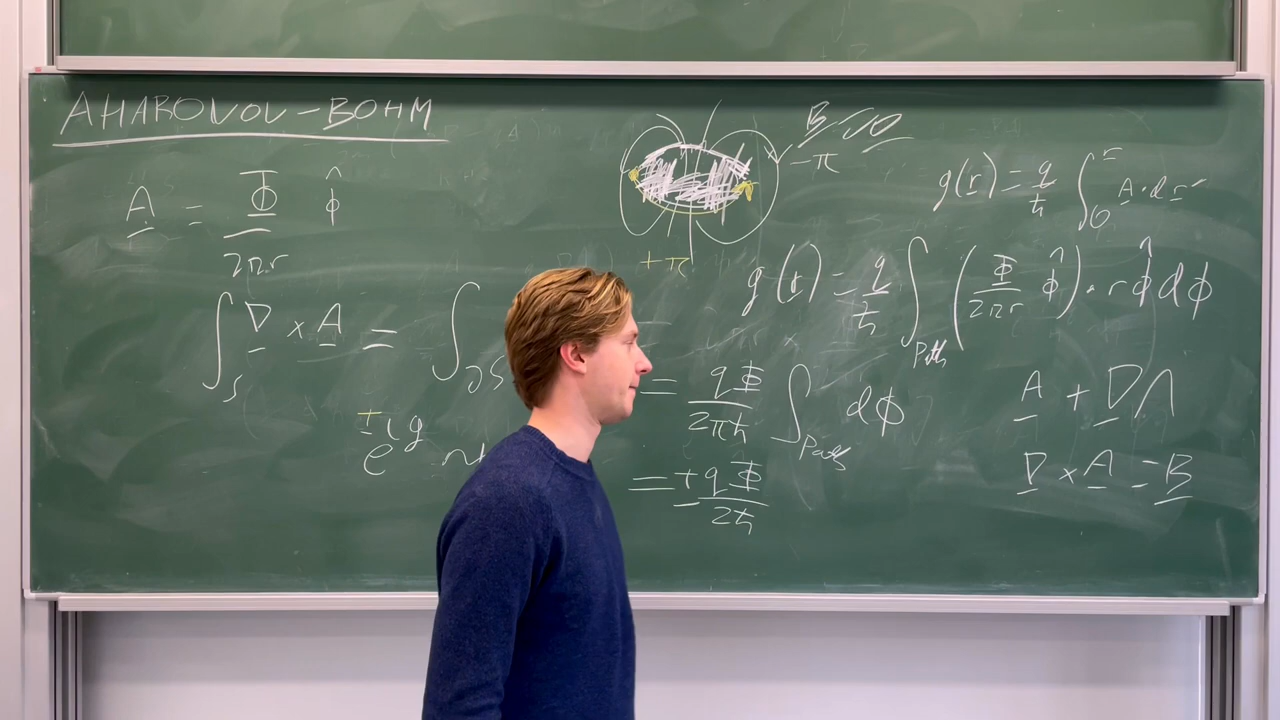 AHARONOV-BOHM
B~0
-π
+π
A = Φ/2πr φ̂
g(r) = q/ħ ∫_O^r A·dr'
g(r) = q/ħ ∫_Path (Φ/2πr φ̂)·rφ̂dφ
∫_S ∇×A = ∫_∂S =
= qΦ/2πħ ∫_Path dφ
A + ∇Λ
e^±ig
= ±qΦ/2ħ
∇×A = B